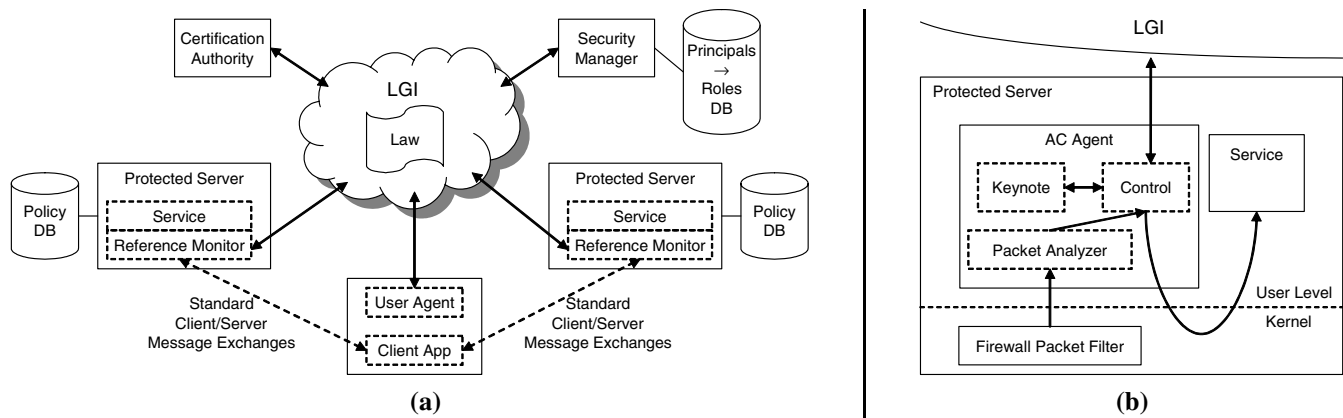 Certification
Authority
LGI
Law
Security
Manager
Principals
→
Roles
DB
Policy
DB
Protected Server
Service
Reference Monitor
Protected Server
Service
Reference Monitor
Policy
DB
User Agent
Client App
Standard
Client/Server
Message Exchanges
Standard
Client/Server
Message Exchanges
(a)
LGI
Protected Server
AC Agent
Keynote
Control
Service
Packet Analyzer
User Level
Kernel
Firewall Packet Filter
(b)